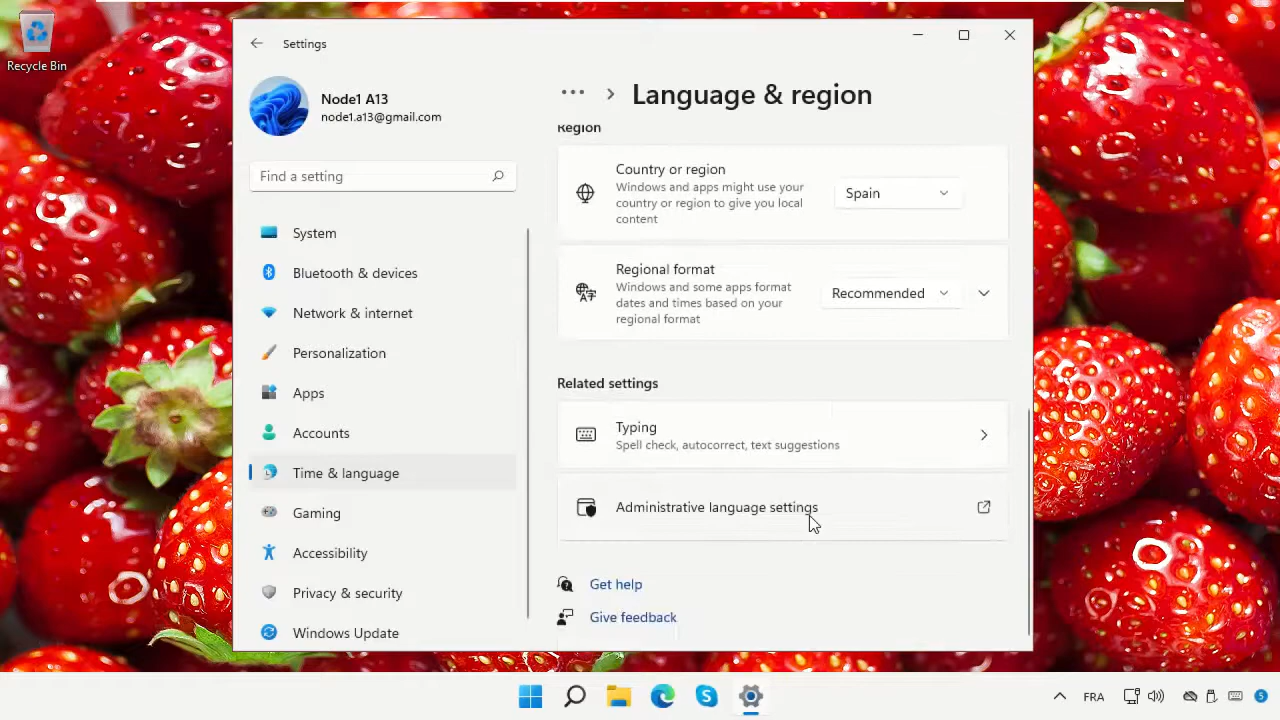 Recycle Bin
Settings
Node1 A13
node1.a13@gmail.com
Find a setting
System
Bluetooth & devices
Network & internet
Personalization
Apps
Accounts
Time & language
Gaming
Accessibility
Privacy & security
Windows Update
Language & region
Region
Country or region
Windows and apps might use your
country or region to give you local
content
Spain
Regional format
Windows and some apps format
dates and times based on your
regional format
Recommended
Related settings
Typing
Spell check, autocorrect, text suggestions
Administrative language settings
Get help
Give feedback
FRA
5